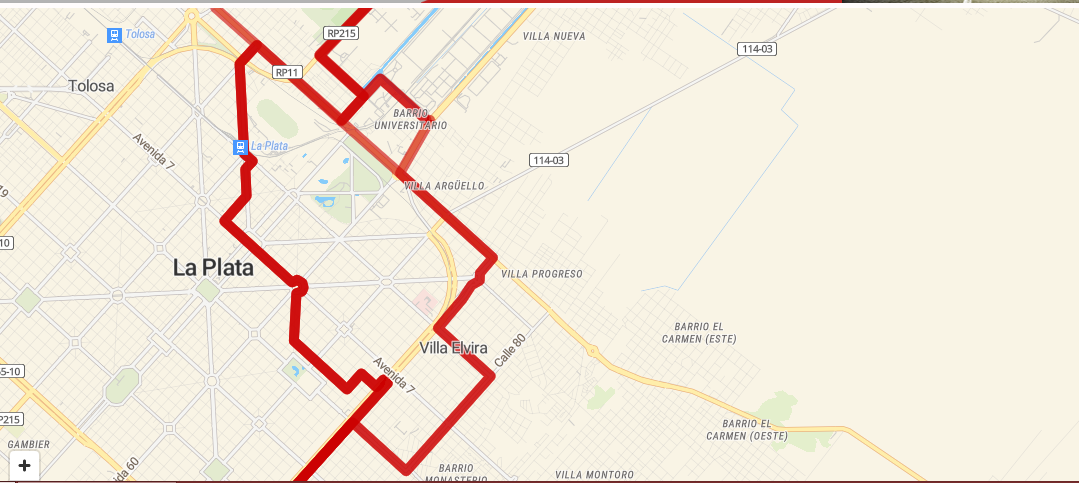 RP215
Tolosa
VILLA NUEVA
114-03
RP11
Tolosa
BARRIO
UNIVERSITARIO
Avenida 7
La Plata
114-03
19
VILLA ARGÜELLO
10
La Plata
VILLA PROGRESO
BARRIO EL
CARMEN (ESTE)
Villa Elvira
Calle 80
5-10
Avenida 7
P215
BARRIO EL
CARMEN (OESTE)
GAMBIER
+
da 60
BARRIO
MONASTERIO
VILLA MONTORO